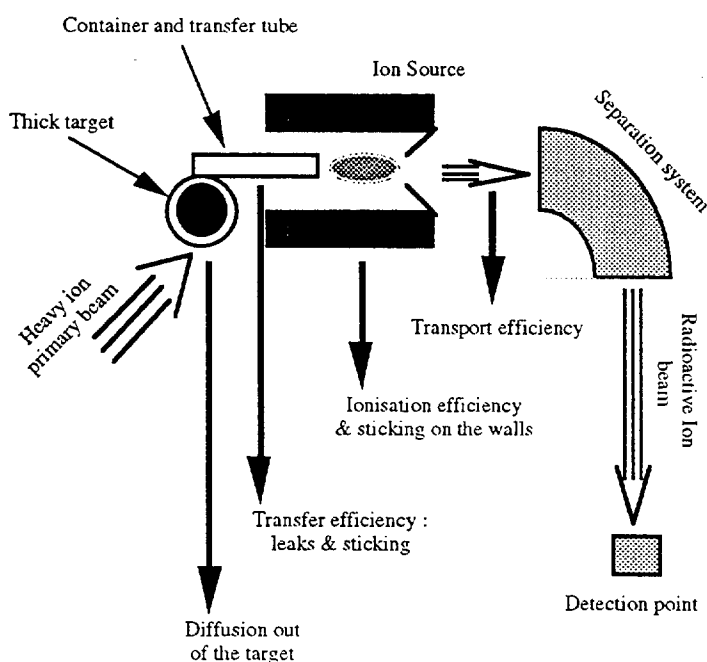 Container and transfer tube
Ion Source
Thick target
Separation system
Heavy ion
primary beam
Transport efficiency
Radioactive Ion
beam
Ionisation efficiency
& sticking on the walls
Transfer efficiency :
leaks & sticking
Detection point
Diffusion out
of the target